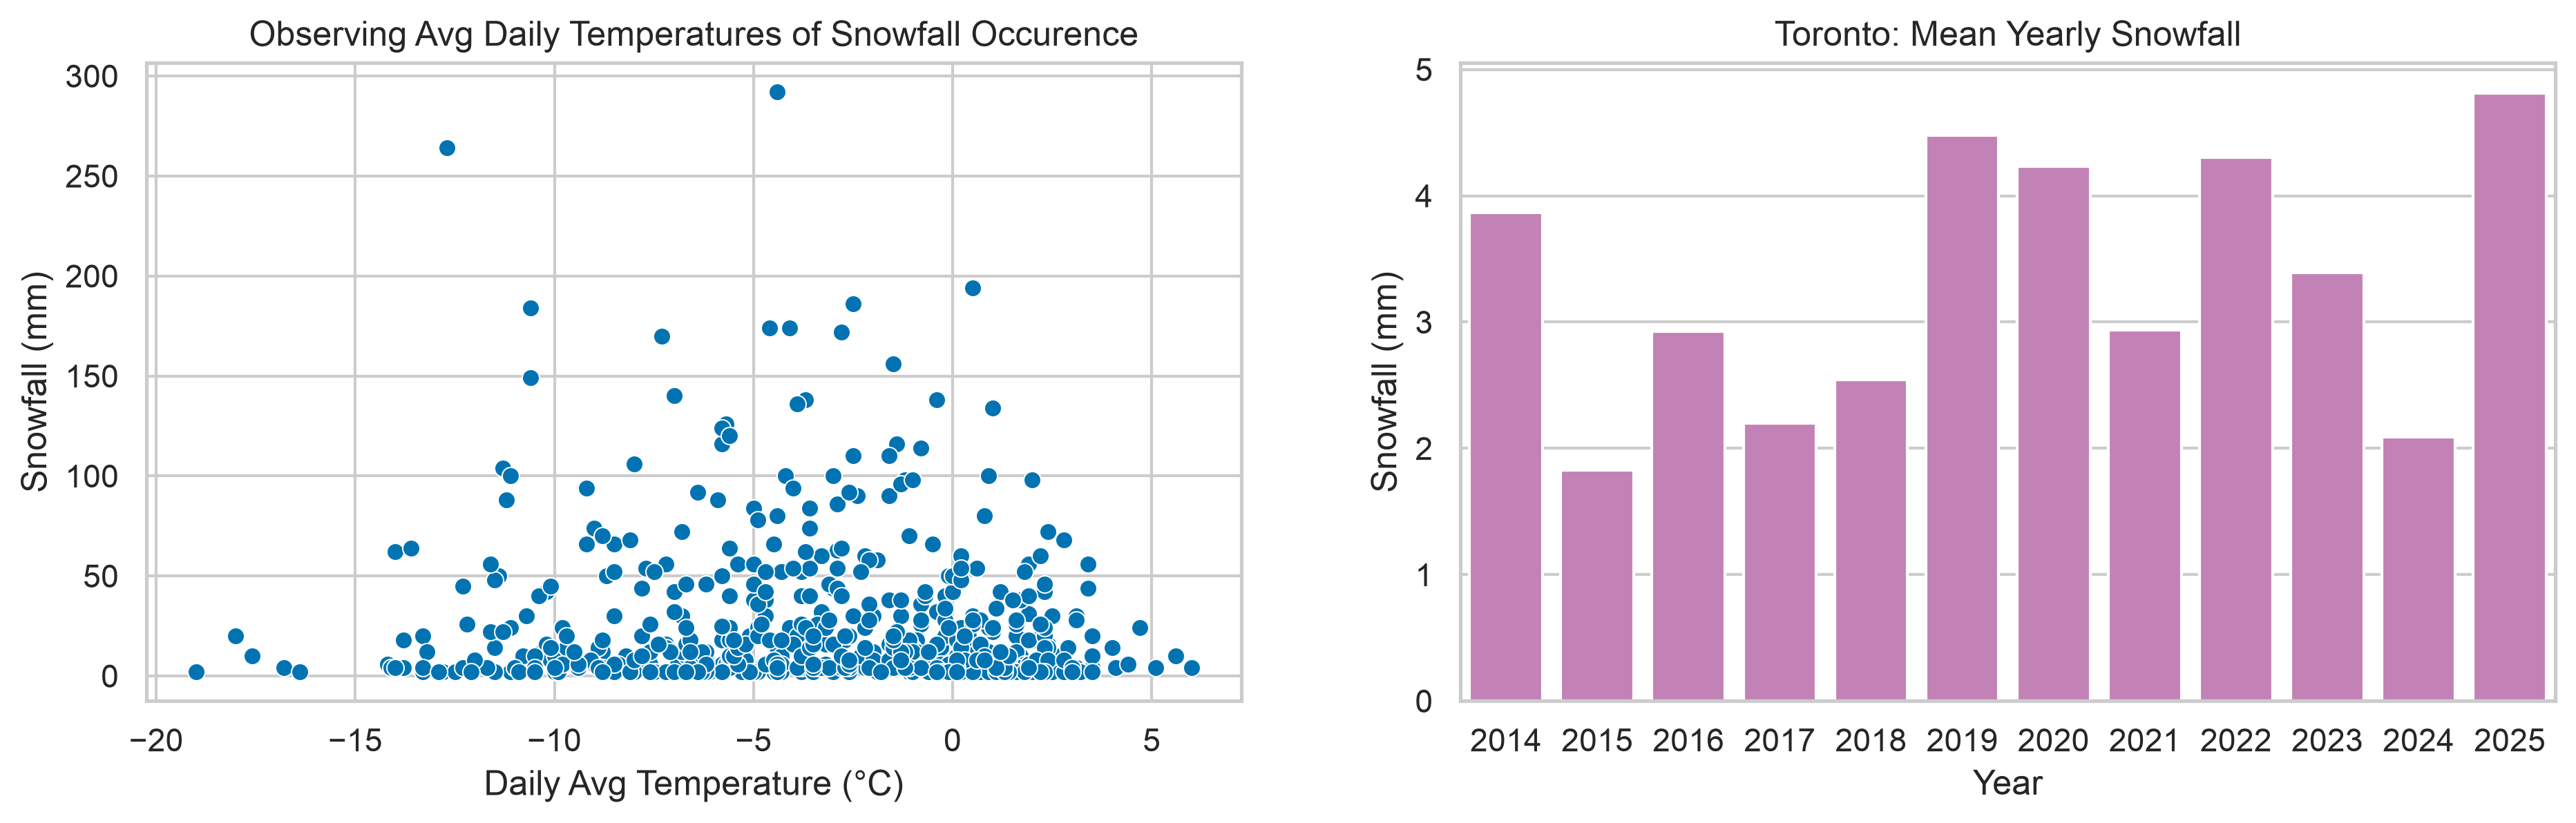 Observing Avg Daily Temperatures of Snowfall Occurence
300
250
200
150
100
50
0
Snowfall (mm)
−20 −15 −10 −5 0 5
Daily Avg Temperature (°C)
Toronto: Mean Yearly Snowfall
5
4
3
2
1
0
Snowfall (mm)
2014 2015 2016 2017 2018 2019 2020 2021 2022 2023 2024 2025
Year